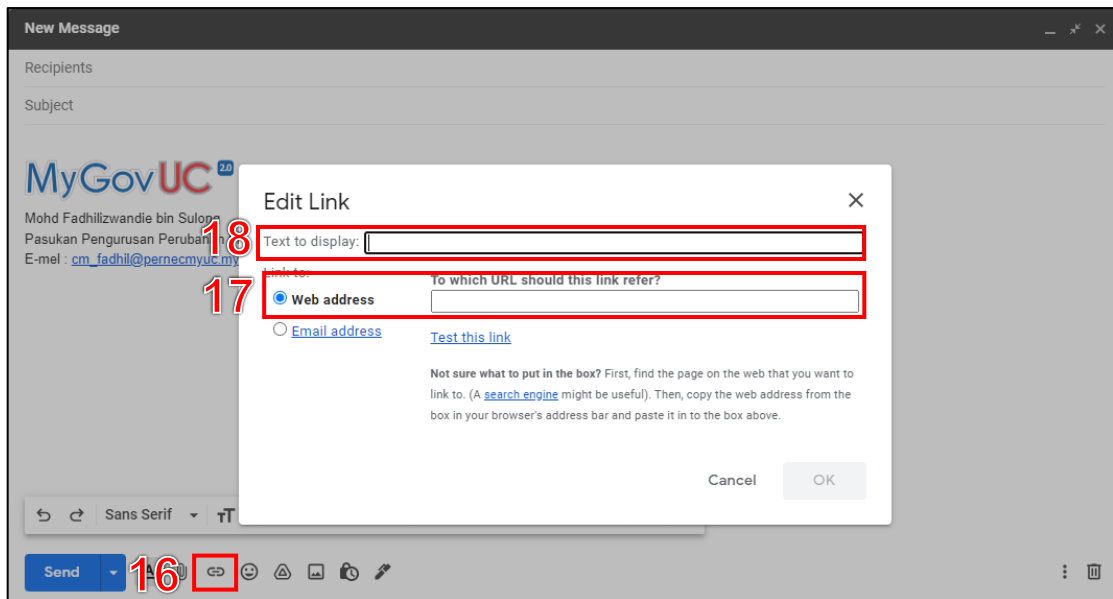 New Message
Recipients
Subject
MyGovUC 2.0
Mohd Fadhilizwandie bin Sulong
Pasukan Pengurusan
E-mel : cm_fadhil@pernecmyuc.my
Edit Link
18 Text to display:
Link to:
To which URL should this link refer?
17 Web address
Email address
Test this link
Not sure what to put in the box? First, find the page on the web that you want to
link to. (A search engine might be useful). Then, copy the web address from the
box in your browser's address bar and paste it in to the box above.
Cancel OK
Sans Serif
Send 16